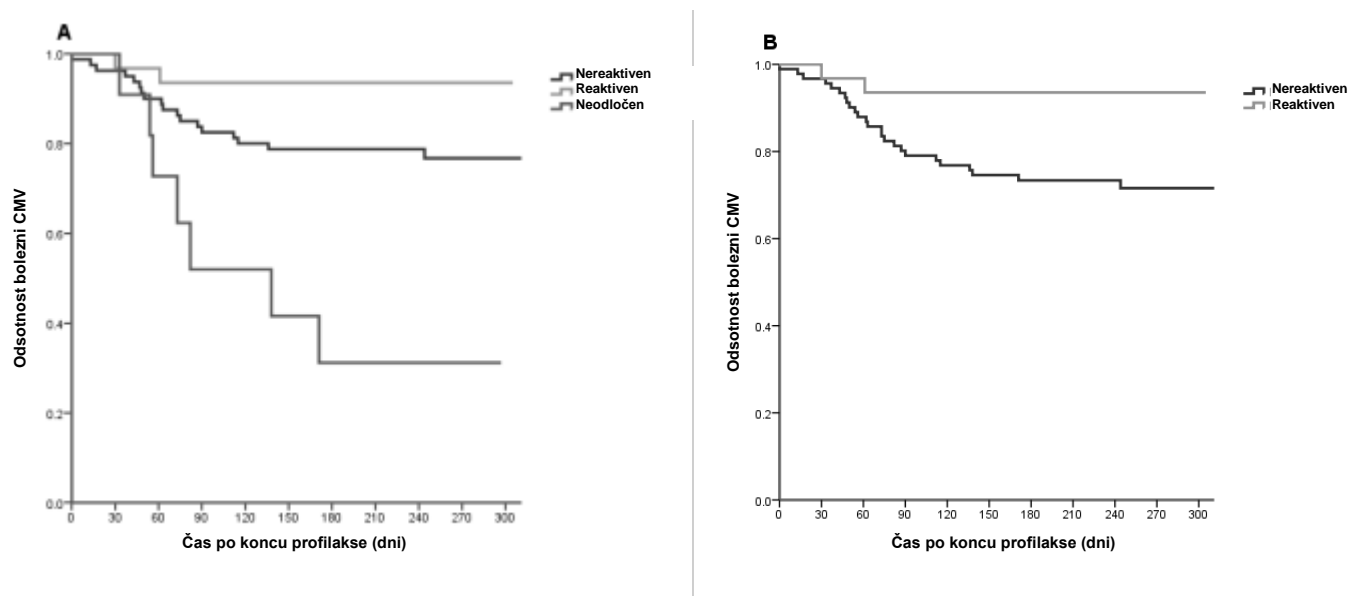 A
1.0
0.8
0.6
0.4
0.2
0.0
0 30 60 90 120 150 180 210 240 270 300
Odsotnost bolezni CMV
Čas po koncu profilakse (dni)
Nereaktiven
Reaktiven
Neodločen
B
1.0
0.8
0.6
0.4
0.2
0.0
0 30 60 90 120 150 180 210 240 270 300
Odsotnost bolezni CMV
Čas po koncu profilakse (dni)
Nereaktiven
Reaktiven